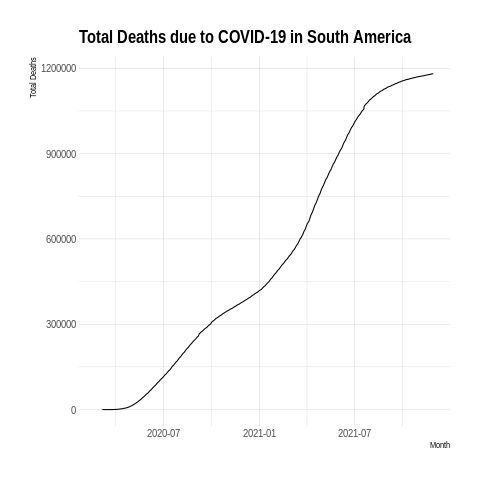 Total Deaths due to COVID-19 in South America
Total Deaths
1200000
900000
600000
300000
0
2020-07 2021-01 2021-07
Month